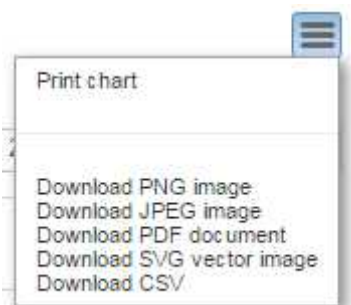 Print chart
Download PNG image
Download JPEG image
Download PDF document
Download SVG vector image
Download CSV